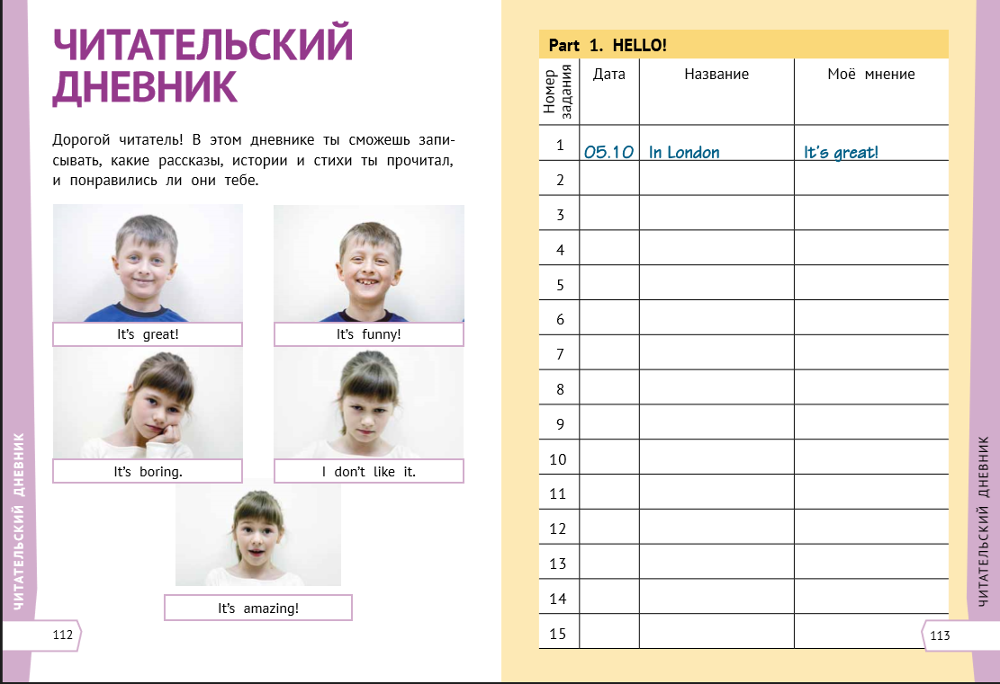 ЧИТАТЕЛЬСКИЙ
ДНЕВНИК
Дорогой читатель! В этом дневнике ты сможешь запи-
сывать, какие рассказы, истории и стихи ты прочитал,
и понравились ли они тебе.
It's great!
It's funny!
It's boring.
I don't like it.
It's amazing!
ЧИТАТЕЛЬСКИЙ ДНЕВНИК
112
Part 1. HELLO!
Номер
задания
Дата
Название
Моё мнение
1 05.10 In London It's great!
2
3
4
5
6
7
8
9
10
11
12
13
14
15
ЧИТАТЕЛЬСКИЙ ДНЕВНИК
113